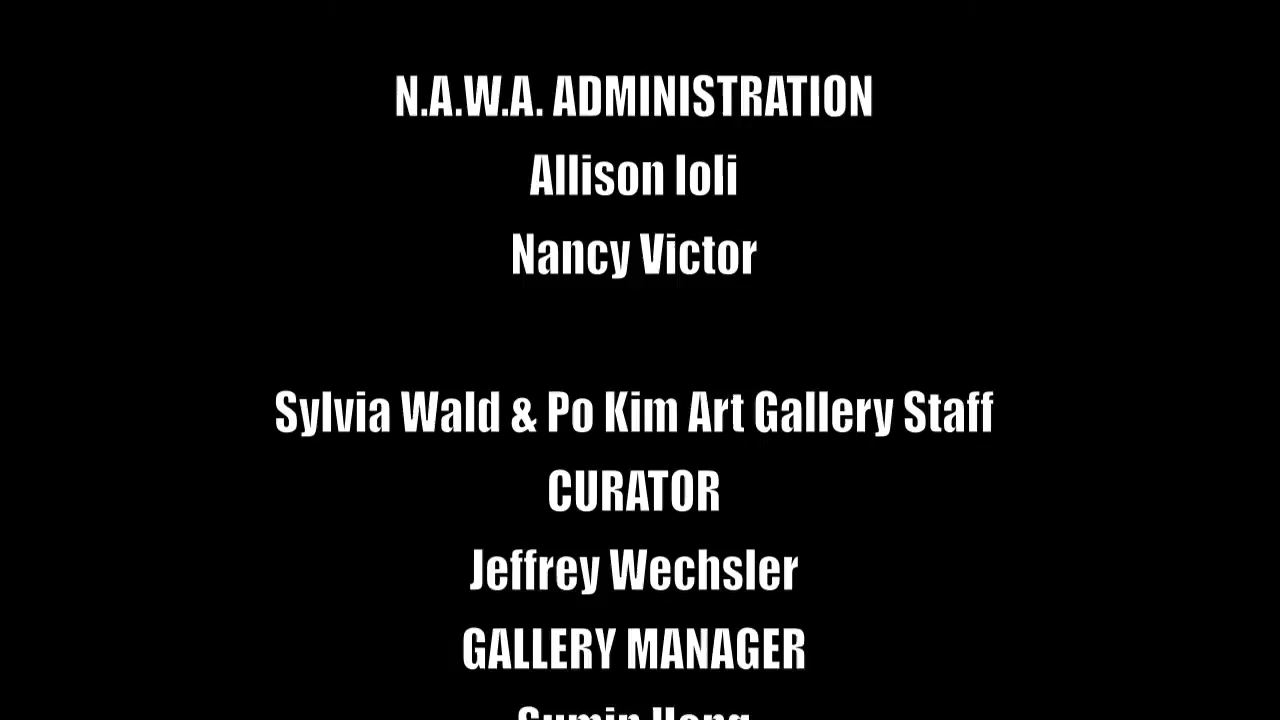 N.A.W.A. ADMINISTRATION
Allison Ioli
Nancy Victor
Sylvia Wald & Po Kim Art Gallery Staff
CURATOR
Jeffrey Wechsler
GALLERY MANAGER